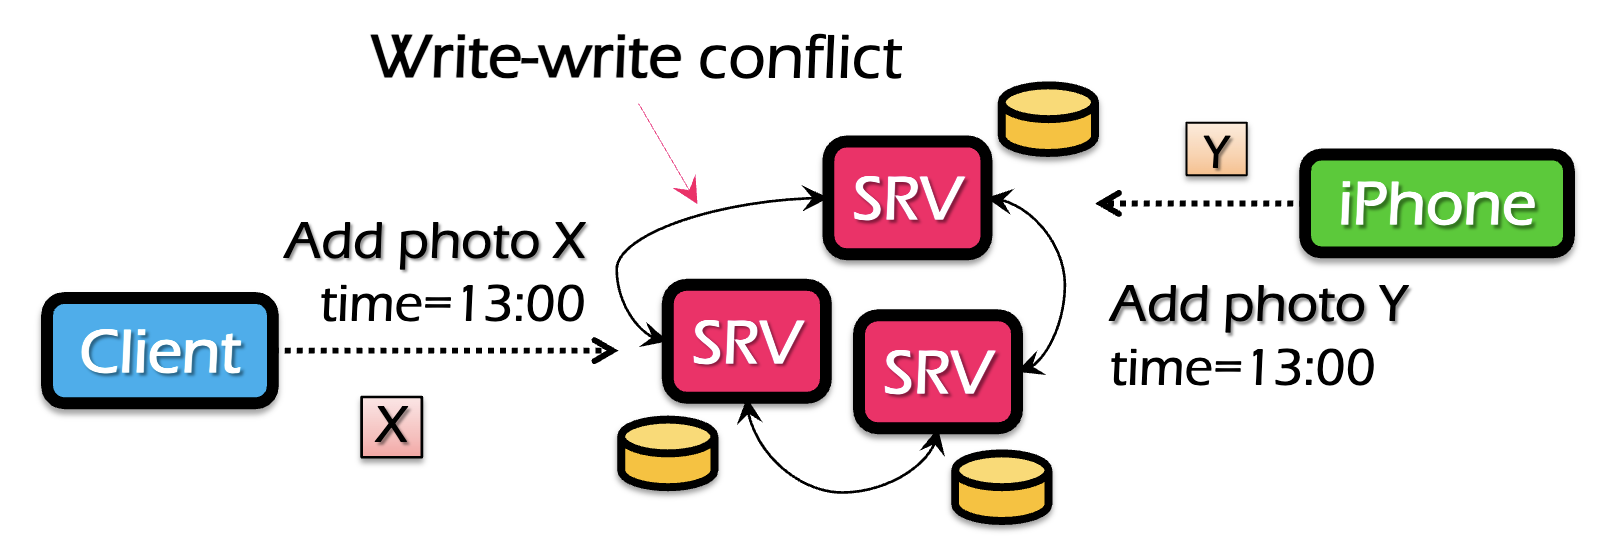 Write-write conflict
Y
SRV
iPhone
Add photo X
time=13:00
Client
SRV
SRV
Add photo Y
time=13:00
X